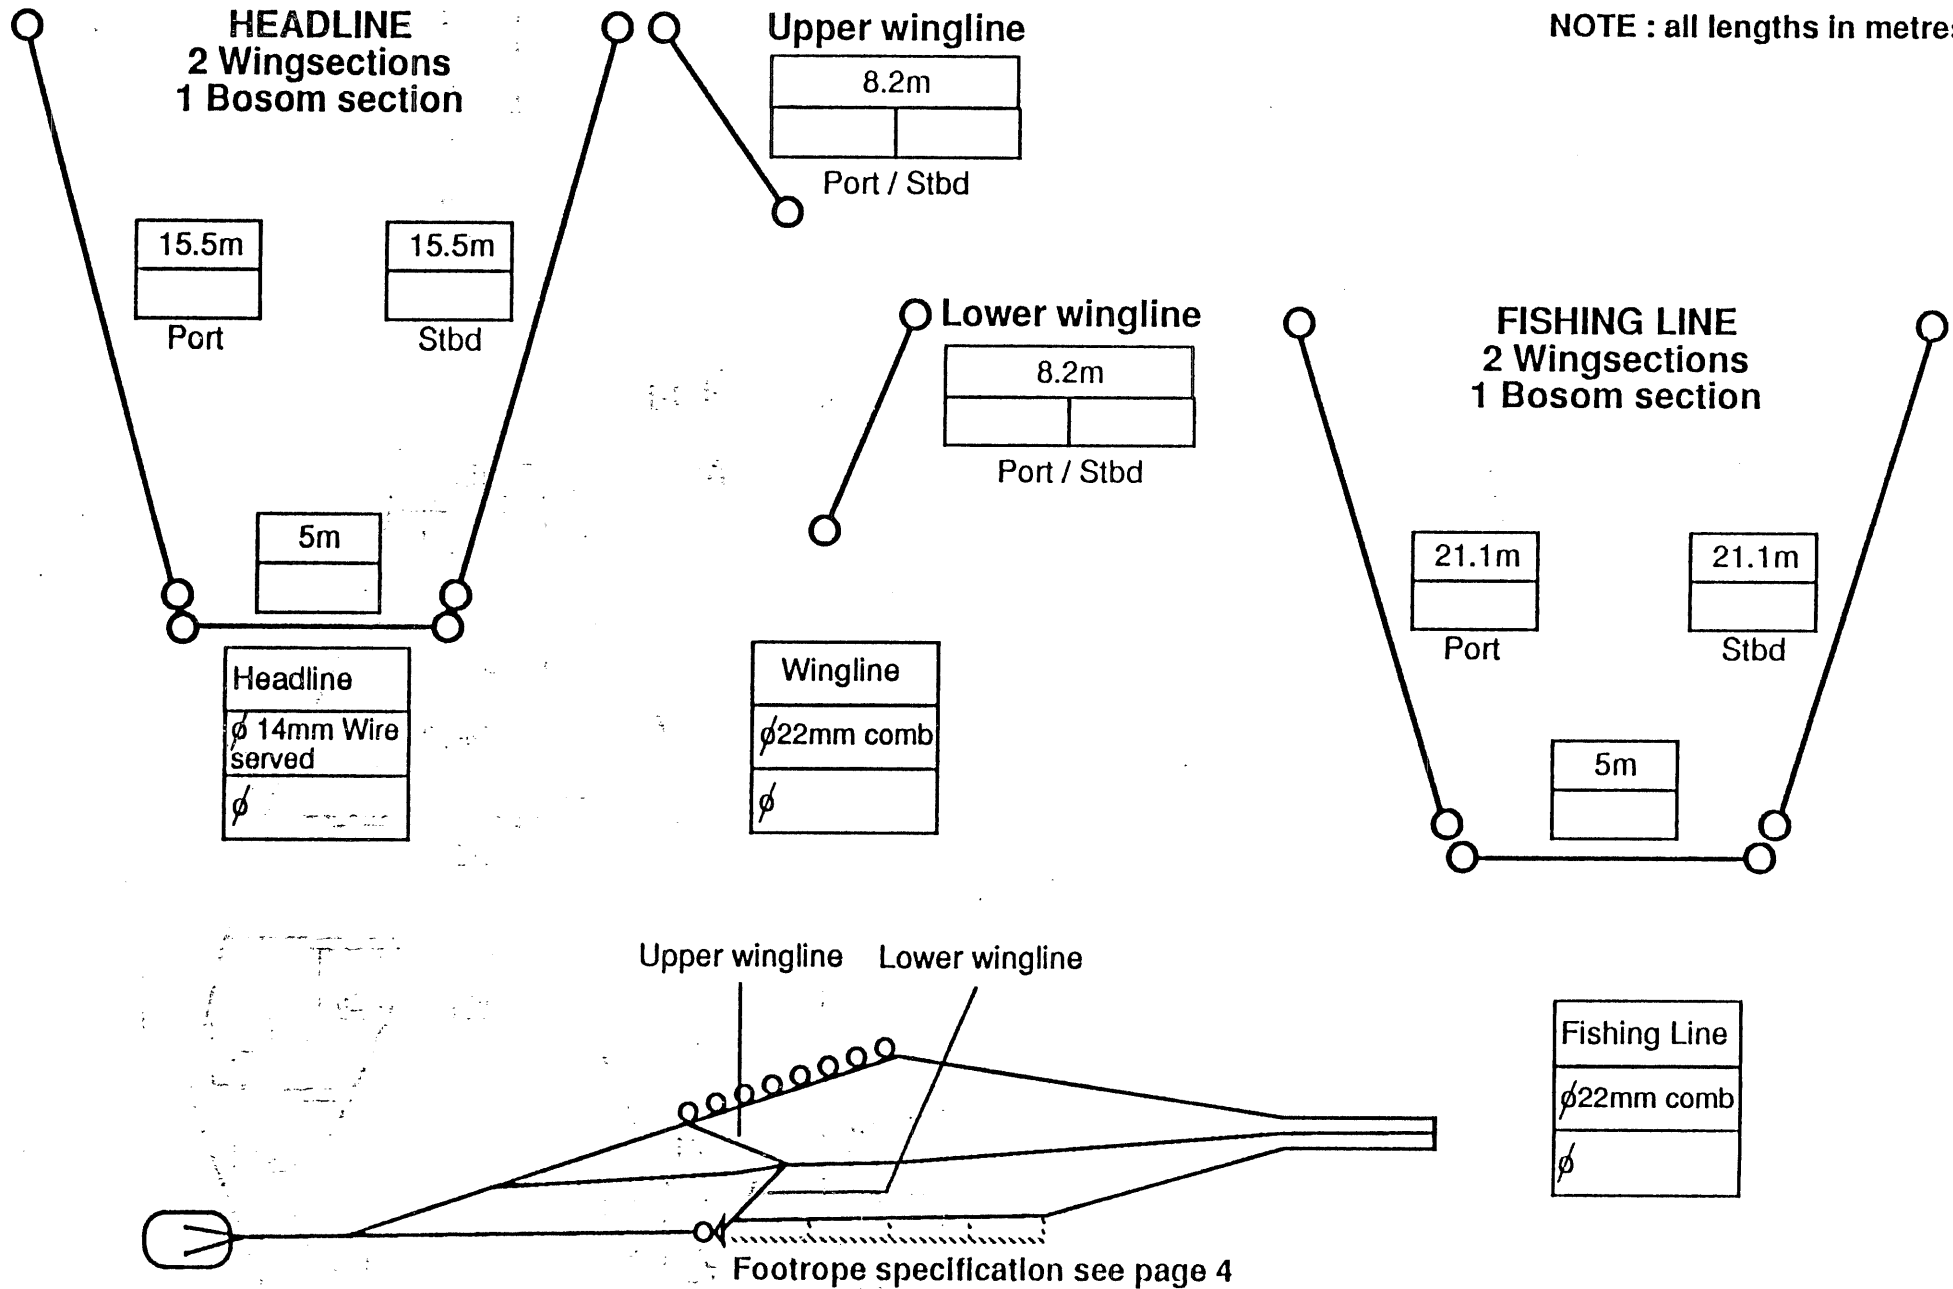 HEADLINE
2 Wingsections
1 Bosom section
15.5m
Port
15.5m
Stbd
5m
Headline
ϕ 14mm Wire
served
ϕ
Upper wingline
8.2m
Port / Stbd
Lower wingline
8.2m
Port / Stbd
Wingline
ϕ22mm comb
ϕ
NOTE : all lengths in metres
FISHING LINE
2 Wingsections
1 Bosom section
21.1m
Port
21.1m
Stbd
5m
Fishing Line
ϕ22mm comb
ϕ
Upper wingline
Lower wingline
Footrope specification see page 4